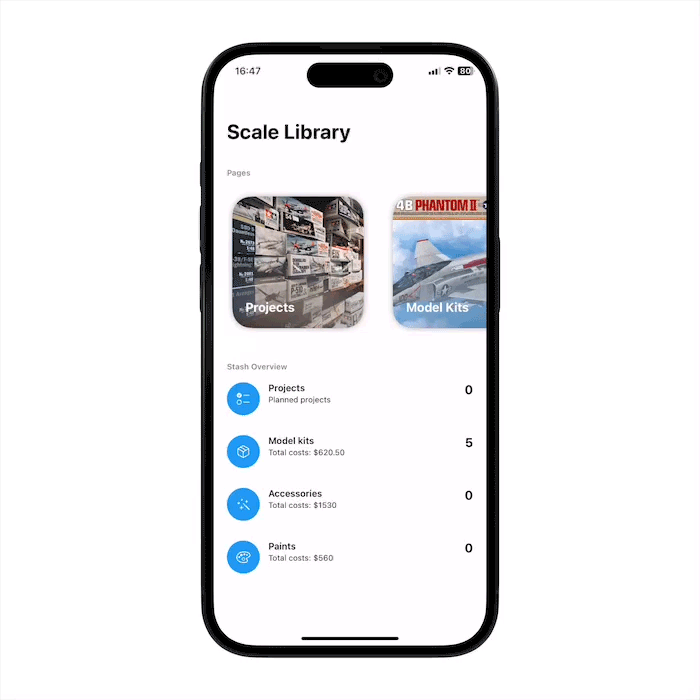 16:47
80
Scale Library
Pages
4B PHANTOM II
Projects
Model Kits
Stash Overview
Projects
0
Planned projects
Model kits
5
Total costs: $620.50
Accessories
0
Total costs: $1530
Paints
0
Total costs: $560